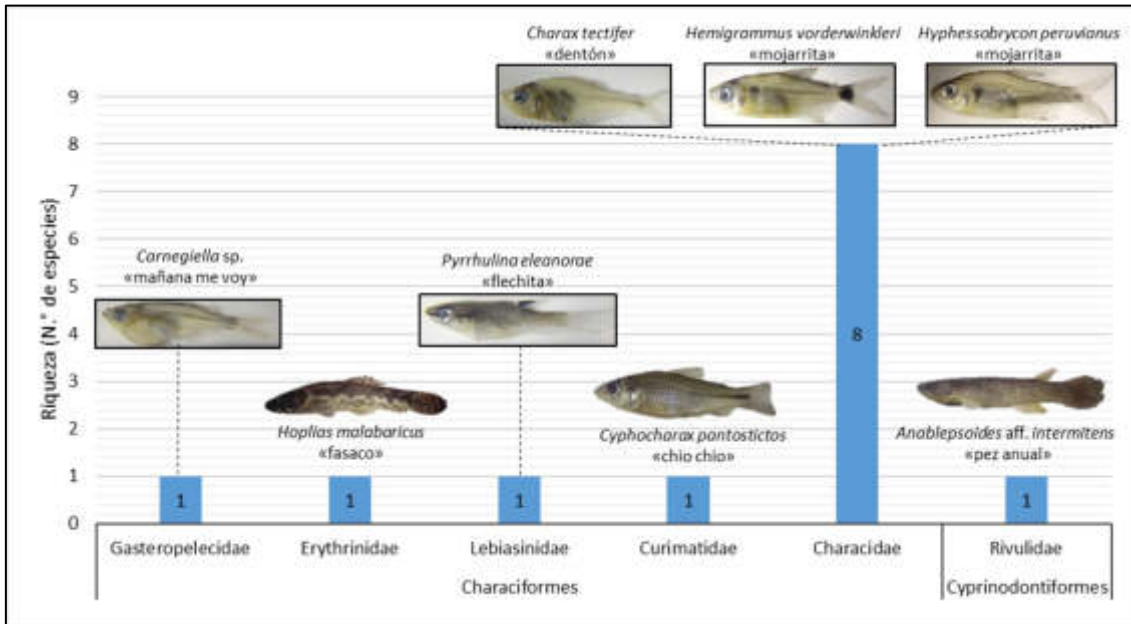 Charax tectifer
«dentón»
Hemigrammus vorderwinkleri
«mojarrita»
Hyphessobrycon peruvianus
«mojarrita»
Riqueza (N.° de especies)
9
8
7
6
5
4
3
2
1
0
Carnegiella sp.
«mañana me voy»
Pyrrhulina eleanorae
«flechita»
Hoplias malabaricus
«fasaco»
Cyphocharax pantostictos
«chio chio»
Anablepsoides aff. intermitens
«pez anual»
1
1
1
1
8
1
Gasteropelecidae
Erythrinidae
Lebiasinidae
Curimatidae
Characidae
Rivulidae
Characiformes
Cyprinodontiformes